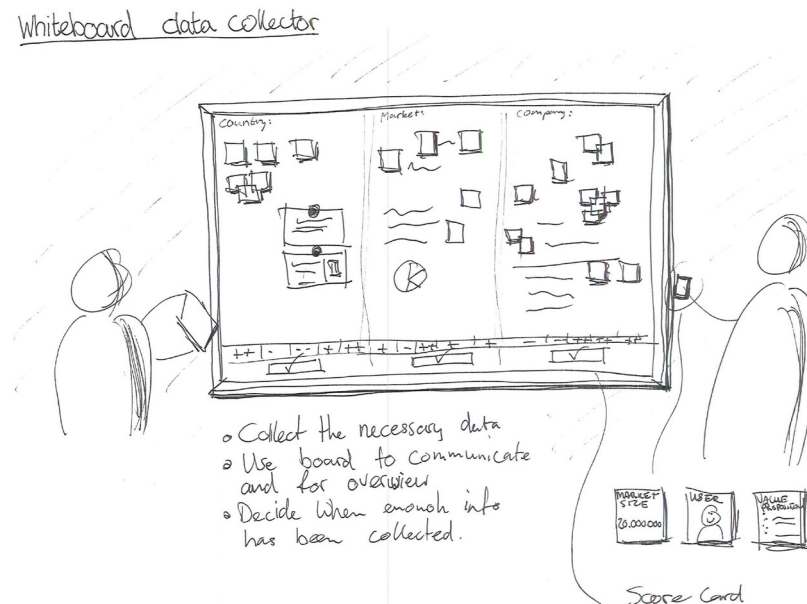 Whiteboard data collector
Country:
Market:
Company:
++ - -- + ++ + - ++ + + - - ++ ++ ++
• Collect the necessary data
• Use board to communicate
and for overview
• Decide when enough info
has been collected.
MARKET
SIZE
20.000.000
USER
VALUE
PROPOSITION
Score Card